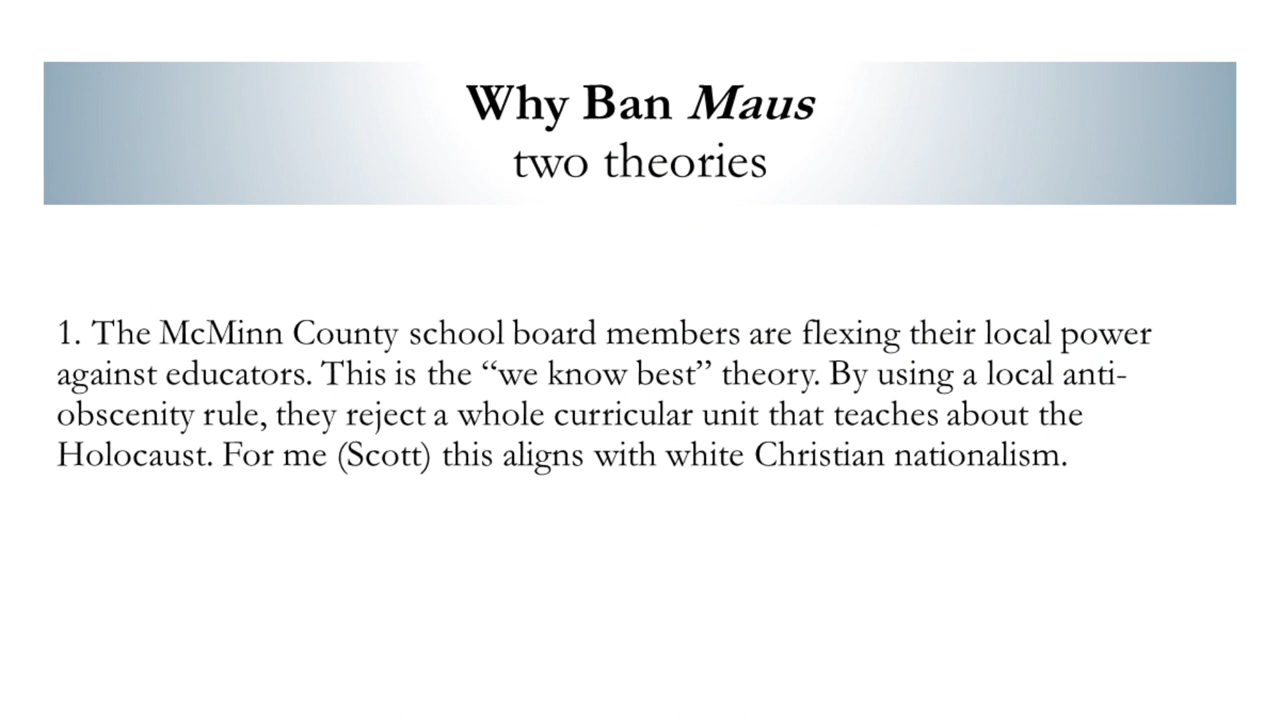 Why Ban Maus
two theories
1. The McMinn County school board members are flexing their local power
against educators. This is the “we know best” theory. By using a local anti-
obscenity rule, they reject a whole curricular unit that teaches about the
Holocaust. For me (Scott) this aligns with white Christian nationalism.